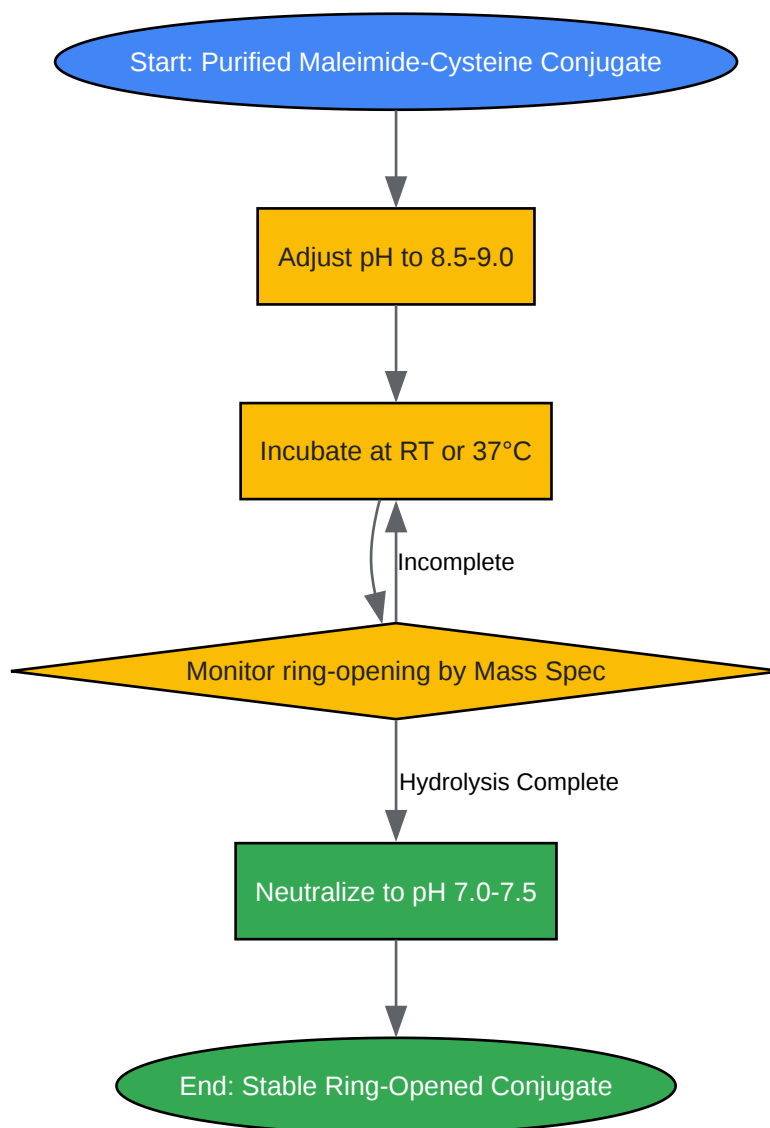 Start: Purified Maleimide-Cysteine Conjugate
Adjust pH to 8.5-9.0
Incubate at RT or 37°C
Incomplete
Monitor ring-opening by Mass Spec
Hydrolysis Complete
Neutralize to pH 7.0-7.5
End: Stable Ring-Opened Conjugate